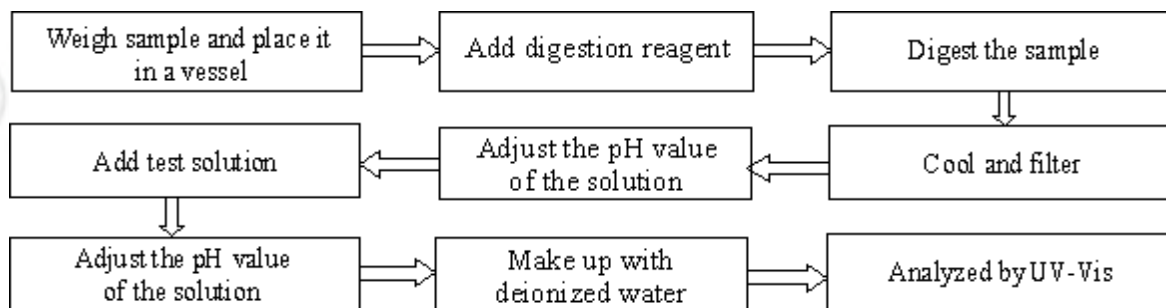 Weigh sample and place it
in a vessel
Add digestion reagent
Digest the sample
Cool and filter
Adjust the pH value
of the solution
Add test solution
Adjust the pH value
of the solution
Make up with
deionized water
Analyzed by UV-Vis